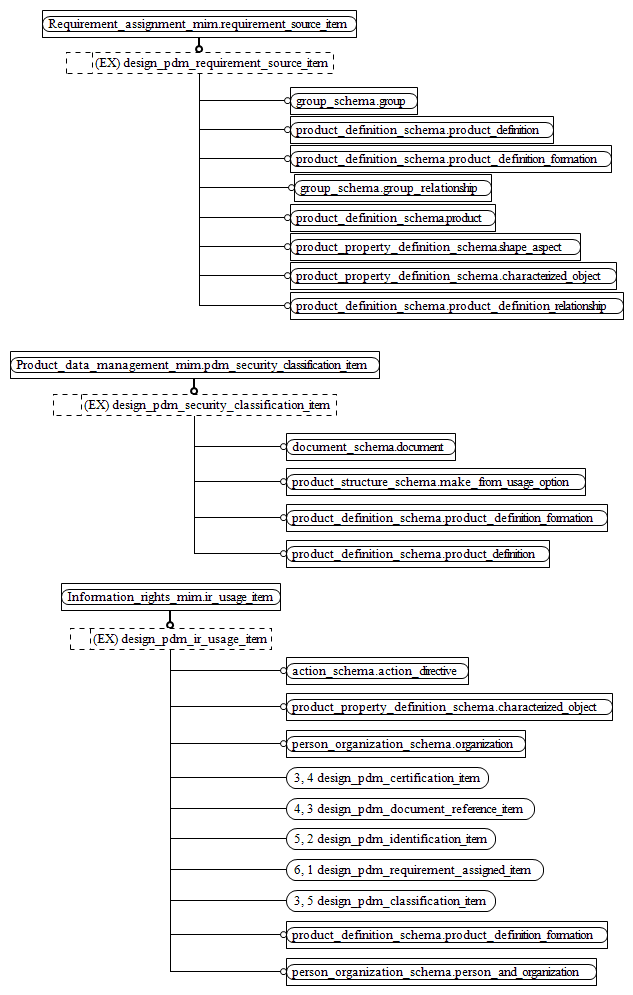 Requirement_assignment_mim.requirement_source_item
(EX) design_pdm_requirement_source_item
group_schema.group
product_definition_schema.product_definition
product_definition_schema.product_definition_formation
group_schema.group_relationship
product_definition_schema.product
product_property_definition_schema.shape_aspect
product_property_definition_schema.characterized_object
product_definition_schema.product_definition_relationship
Product_data_management_mim.pdm_security_classification_item
(EX) design_pdm_security_classification_item
document_schema.document
product_structure_schema.make_from_usage_option
product_definition_schema.product_definition_formation
product_definition_schema.product_definition
Information_rights_mim.ir_usage_item
(EX) design_pdm_ir_usage_item
action_schema.action_directive
product_property_definition_schema.characterized_object
person_organization_schema.organization
3, 4 design_pdm_certification_item
4, 3 design_pdm_document_reference_item
5, 2 design_pdm_identification_item
6, 1 design_pdm_requirement_assigned_item
3, 5 design_pdm_classification_item
product_definition_schema.product_definition_formation
person_organization_schema.person_and_organization